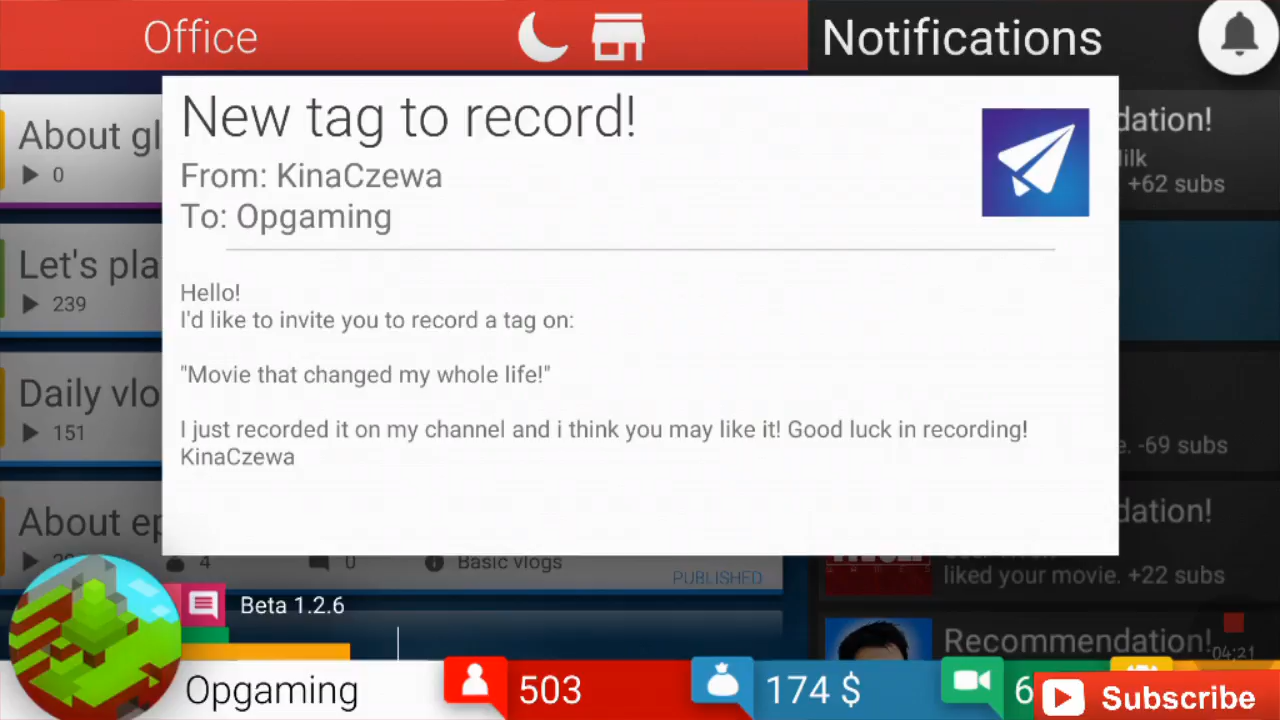 Office
Notifications
New tag to record!
From: KinaCzewa
To: Opgaming
Hello!
I'd like to invite you to record a tag on:
"Movie that changed my whole life!"
I just recorded it on my channel and i think you may like it! Good luck in recording!
KinaCzewa
About gl
0
Let's pla
239
Daily vlo
151
About ep
4
0
Basic vlogs
PUBLISHED
dation!
+62 subs
e. -69 subs
dation!
liked your movie. +22 subs
Recommendation!
04:21
Beta 1.2.6
Opgaming
503
174 $
6
Subscribe